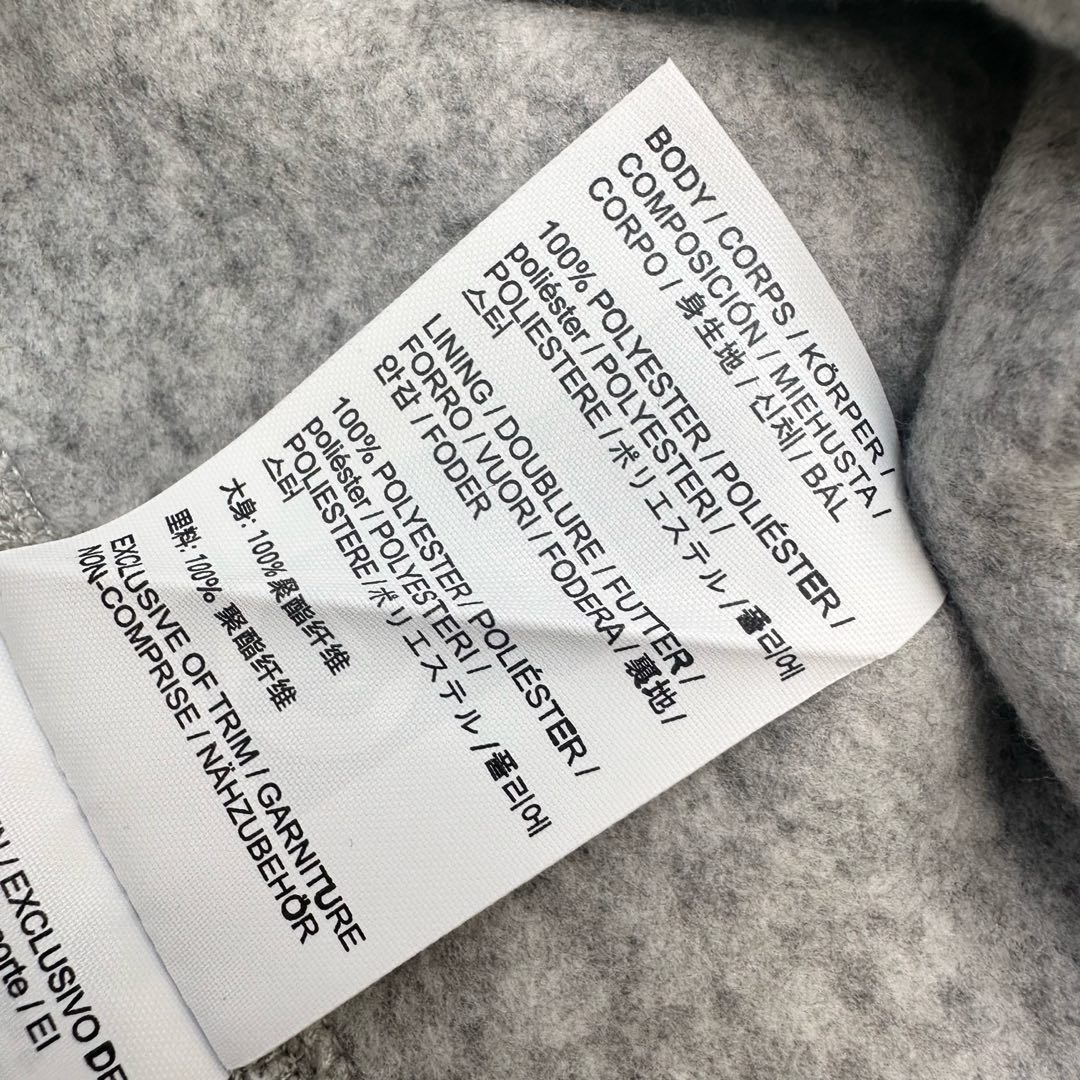 BODY / CORPS / KÖRPER /
COMPOSICIÓN / MIEHUSTA /
CORPO / 身生地 / 신체 / BÁL
100% POLYESTER / POLIÉSTER /
poliéster / POLYESTERI /
POLIESTERE / ポリエステル / 폴리에
스터
LINING / DOUBLURE / FUTTER /
FORRO / VUORI / FODERA / 裏地 /
안감 / FODER
100% POLYESTER / POLIÉSTER /
poliéster / POLYESTERI /
POLIESTERE / ポリエステル / 폴리에
스터
大身: 100% 聚酯纤维
里料: 100% 聚酯纤维
EXCLUSIVE OF TRIM / GARNITURE
NON-COMPRISE / NÄHZUBEHÖR
/ EXCLUSIVO DE
/ EI